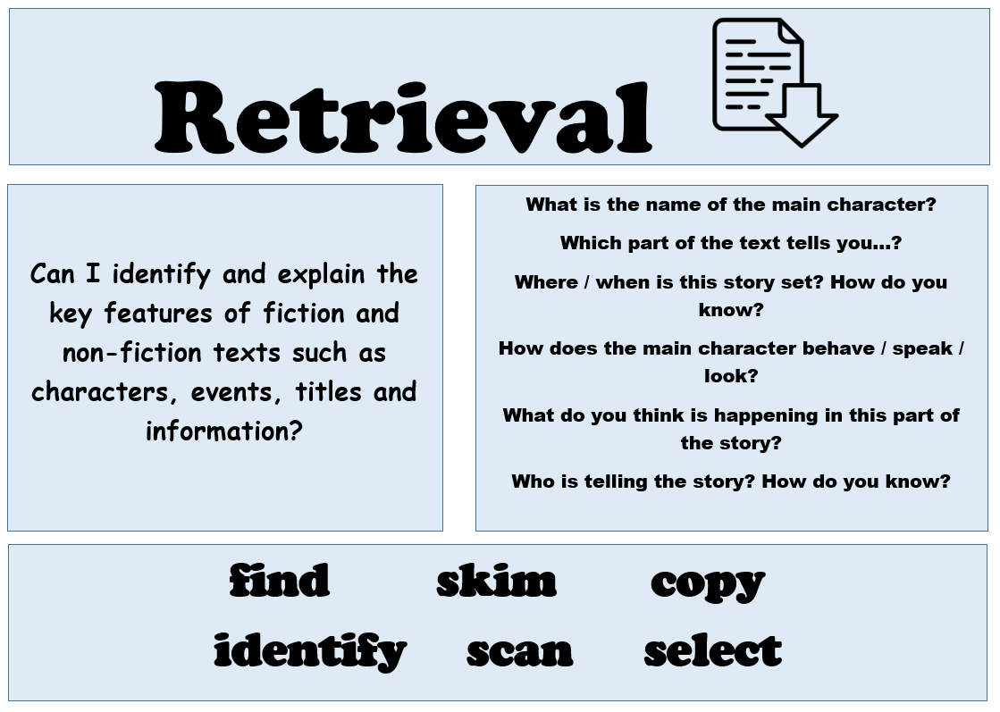 Retrieval
Can I identify and explain the
key features of fiction and
non-fiction texts such as
characters, events, titles and
information?
What is the name of the main character?
Which part of the text tells you...?
Where / when is this story set? How do you
know?
How does the main character behave / speak /
look?
What do you think is happening in this part of
the story?
Who is telling the story? How do you know?
find skim copy
identify scan select